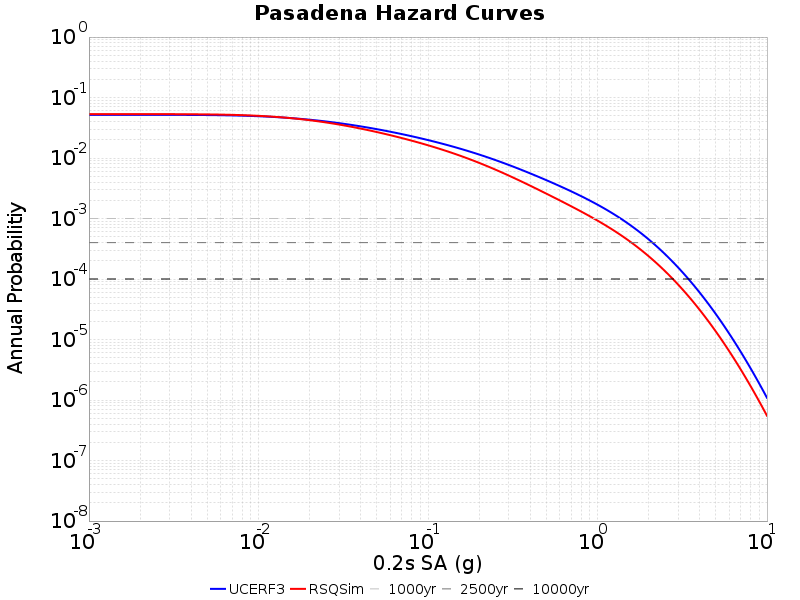 Pasadena Hazard Curves
Annual Probabilitiy
10^0
10^-1
10^-2
10^-3
10^-4
10^-5
10^-6
10^-7
10^-8
10^-3 10^-2 10^-1 10^0 10^1
0.2s SA (g)
UCERF3 RSQSim 1000yr 2500yr 10000yr